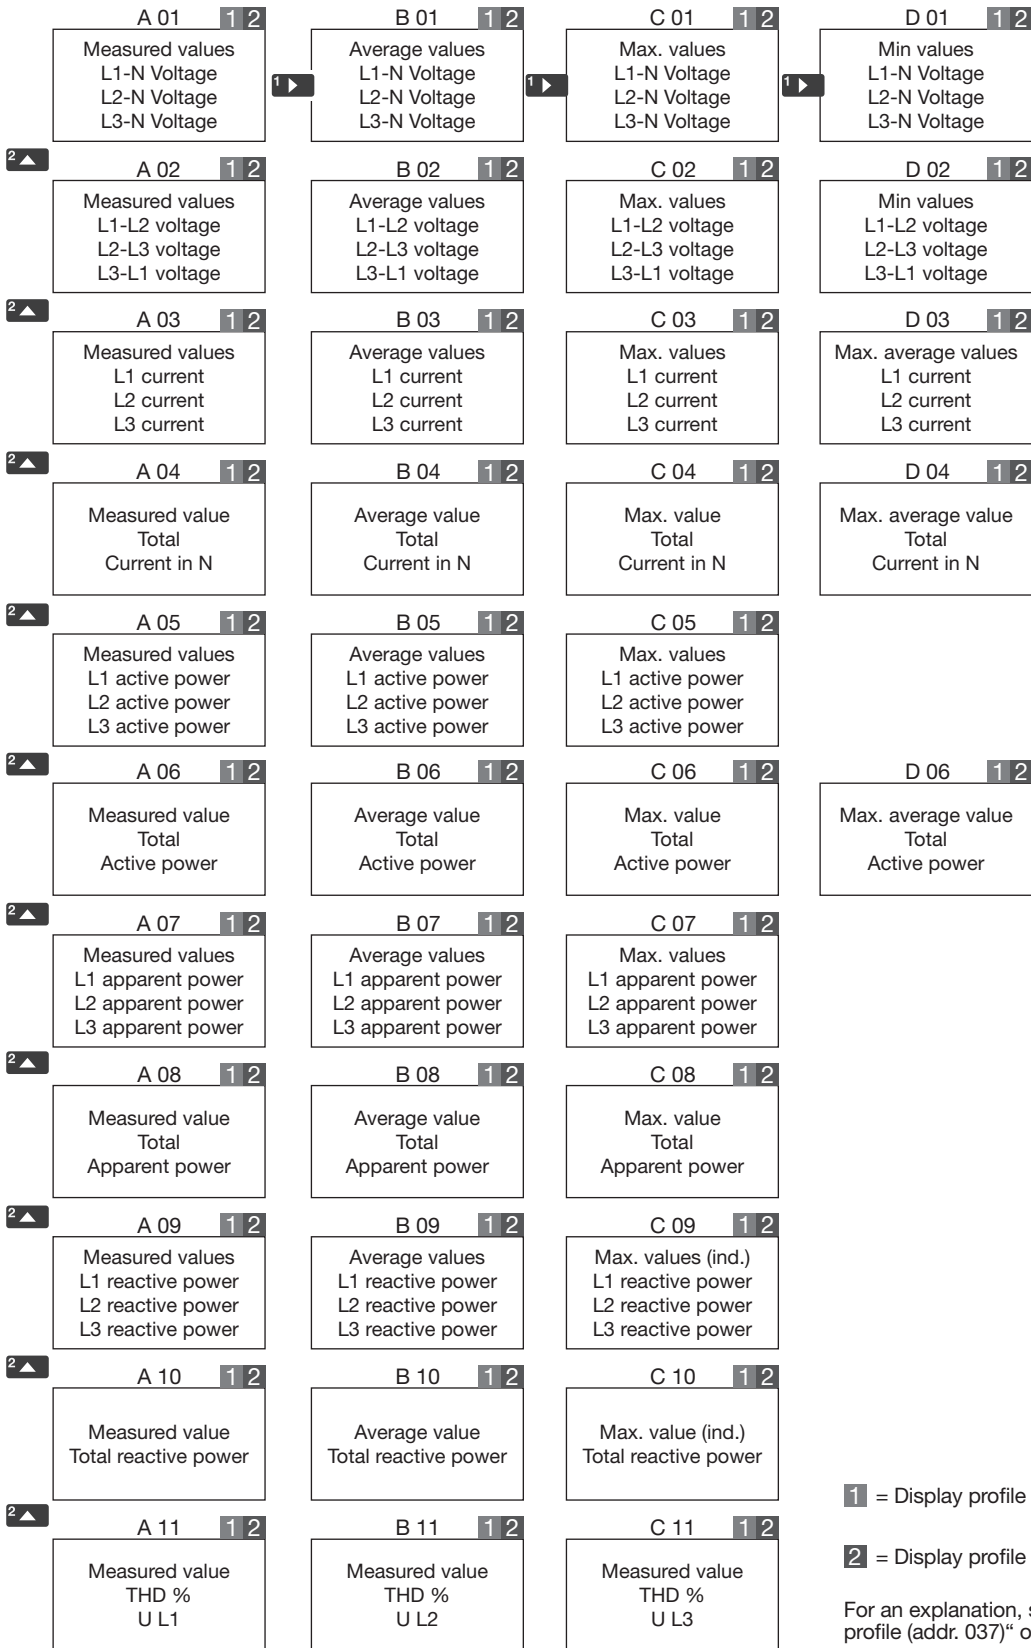 A 01 1 2
Measured values
L1-N Voltage
L2-N Voltage
L3-N Voltage
1
B 01 1 2
Average values
L1-N Voltage
L2-N Voltage
L3-N Voltage
1
C 01 1 2
Max. values
L1-N Voltage
L2-N Voltage
L3-N Voltage
1
D 01 1 2
Min values
L1-N Voltage
L2-N Voltage
L3-N Voltage
2
A 02 1 2
Measured values
L1-L2 voltage
L2-L3 voltage
L3-L1 voltage
B 02 1 2
Average values
L1-L2 voltage
L2-L3 voltage
L3-L1 voltage
C 02 1 2
Max. values
L1-L2 voltage
L2-L3 voltage
L3-L1 voltage
D 02 1 2
Min values
L1-L2 voltage
L2-L3 voltage
L3-L1 voltage
2
A 03 1 2
Measured values
L1 current
L2 current
L3 current
B 03 1 2
Average values
L1 current
L2 current
L3 current
C 03 1 2
Max. values
L1 current
L2 current
L3 current
D 03 1 2
Max. average values
L1 current
L2 current
L3 current
2
A 04 1 2
Measured value
Total
Current in N
B 04 1 2
Average value
Total
Current in N
C 04 1 2
Max. value
Total
Current in N
D 04 1 2
Max. average value
Total
Current in N
2
A 05 1 2
Measured values
L1 active power
L2 active power
L3 active power
B 05 1 2
Average values
L1 active power
L2 active power
L3 active power
C 05 1 2
Max. values
L1 active power
L2 active power
L3 active power
2
A 06 1 2
Measured value
Total
Active power
B 06 1 2
Average value
Total
Active power
C 06 1 2
Max. value
Total
Active power
D 06 1 2
Max. average value
Total
Active power
2
A 07 1 2
Measured values
L1 apparent power
L2 apparent power
L3 apparent power
B 07 1 2
Average values
L1 apparent power
L2 apparent power
L3 apparent power
C 07 1 2
Max. values
L1 apparent power
L2 apparent power
L3 apparent power
2
A 08 1 2
Measured value
Total
Apparent power
B 08 1 2
Average value
Total
Apparent power
C 08 1 2
Max. value
Total
Apparent power
2
A 09 1 2
Measured values
L1 reactive power
L2 reactive power
L3 reactive power
B 09 1 2
Average values
L1 reactive power
L2 reactive power
L3 reactive power
C 09 1 2
Max. values (ind.)
L1 reactive power
L2 reactive power
L3 reactive power
2
A 10 1 2
Measured value
Total reactive power
B 10 1 2
Average value
Total reactive power
C 10 1 2
Max. value (ind.)
Total reactive power
2
A 11 1 2
Measured value
THD %
U L1
B 11 1 2
Measured value
THD %
U L2
C 11 1 2
Measured value
THD %
U L3
1 = Display profile
2 = Display profile
For an explanation,
profile (addr. 037)“